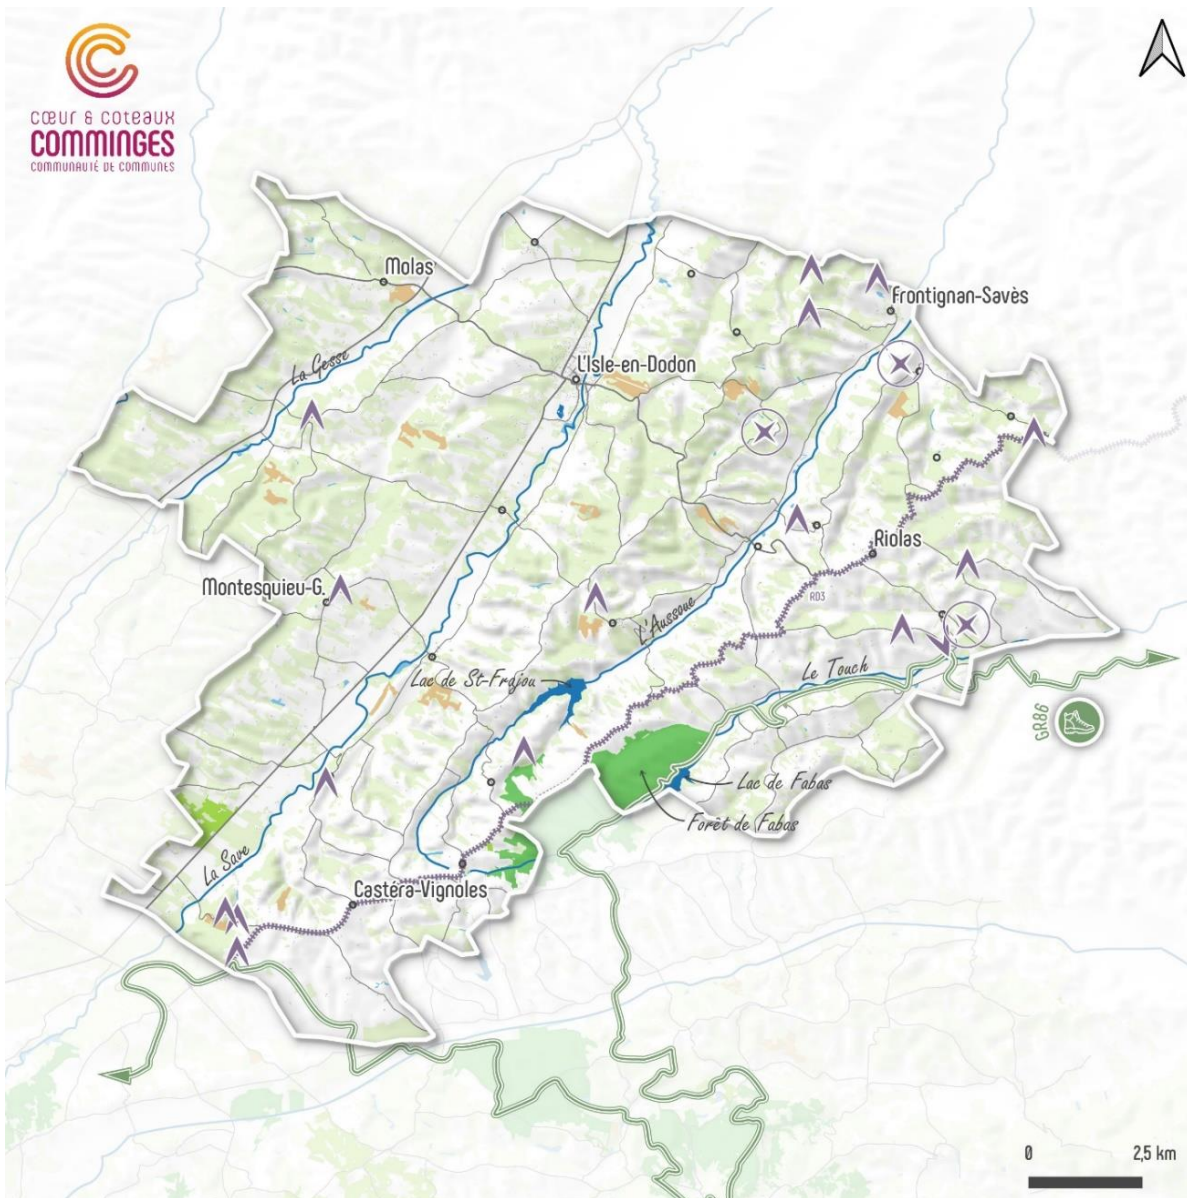 CŒUR & COTEAUX
COMMINGES
COMMUNAUTÉ DE COMMUNES
Molas
Frontignan-Savès
La Gesse
L'Isle-en-Dodon
Riolas
Montesquieu-G.
RD3
L'Aussoue
Le Touch
Lac de St-Frajou
GR86
Lac de Fabas
Forêt de Fabas
La Save
Castéra-Vignoles
0 2,5 km